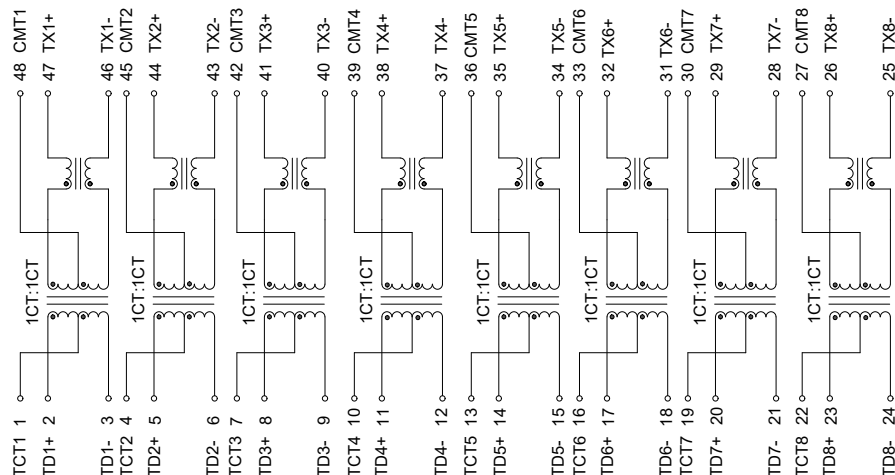 48 CMT1
47 TX1+
46 TX1-
45 CMT2
44 TX2+
43 TX2-
42 CMT3
41 TX3+
40 TX3-
39 CMT4
38 TX4+
37 TX4-
36 CMT5
35 TX5+
34 TX5-
33 CMT6
32 TX6+
31 TX6-
30 CMT7
29 TX7+
28 TX7-
27 CMT8
26 TX8+
25 TX8-
1CT:1CT
1CT:1CT
1CT:1CT
1CT:1CT
1CT:1CT
1CT:1CT
1CT:1CT
1CT:1CT
TCT1 1
TD1+ 2
TD1- 3
TCT2 4
TD2+ 5
TD2- 6
TCT3 7
TD3+ 8
TD3- 9
TCT4 10
TD4+ 11
TD4- 12
TCT5 13
TD5+ 14
TD5- 15
TCT6 16
TD6+ 17
TD6- 18
TCT7 19
TD7+ 20
TD7- 21
TCT8 22
TD8+ 23
TD8- 24